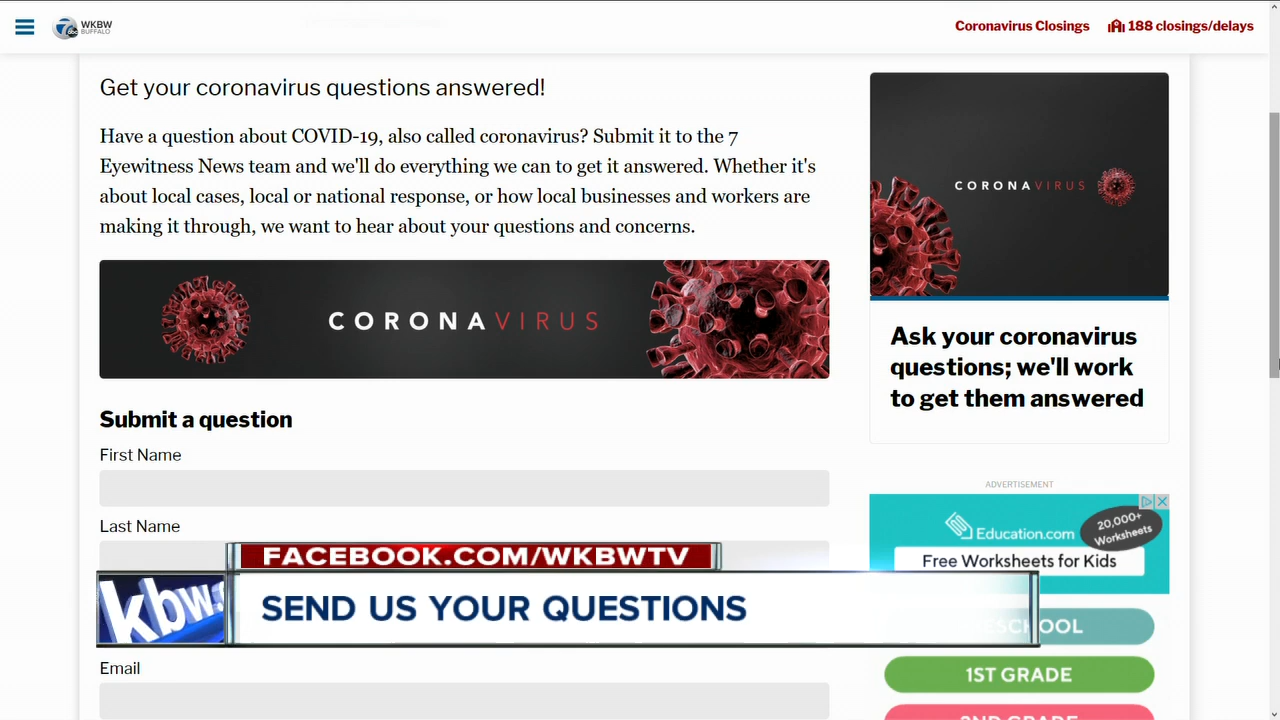 WKBW
BUFFALO
Coronavirus Closings
188 closings/delays
Get your coronavirus questions answered!
Have a question about COVID-19, also called coronavirus? Submit it to the 7
Eyewitness News team and we'll do everything we can to get it answered. Whether it's
about local cases, local or national response, or how local businesses and workers are
making it through, we want to hear about your questions and concerns.
CORONAVIRUS
Submit a question
First Name
Last Name
FACEBOOK.COM/WKBWTV
kbw
SEND US YOUR QUESTIONS
Email
CORONAVIRUS
Ask your coronavirus
questions; we'll work
to get them answered
ADVERTISEMENT
Education.com
20,000+
Worksheets
Free Worksheets for Kids
1ST GRADE
2ND GRADE